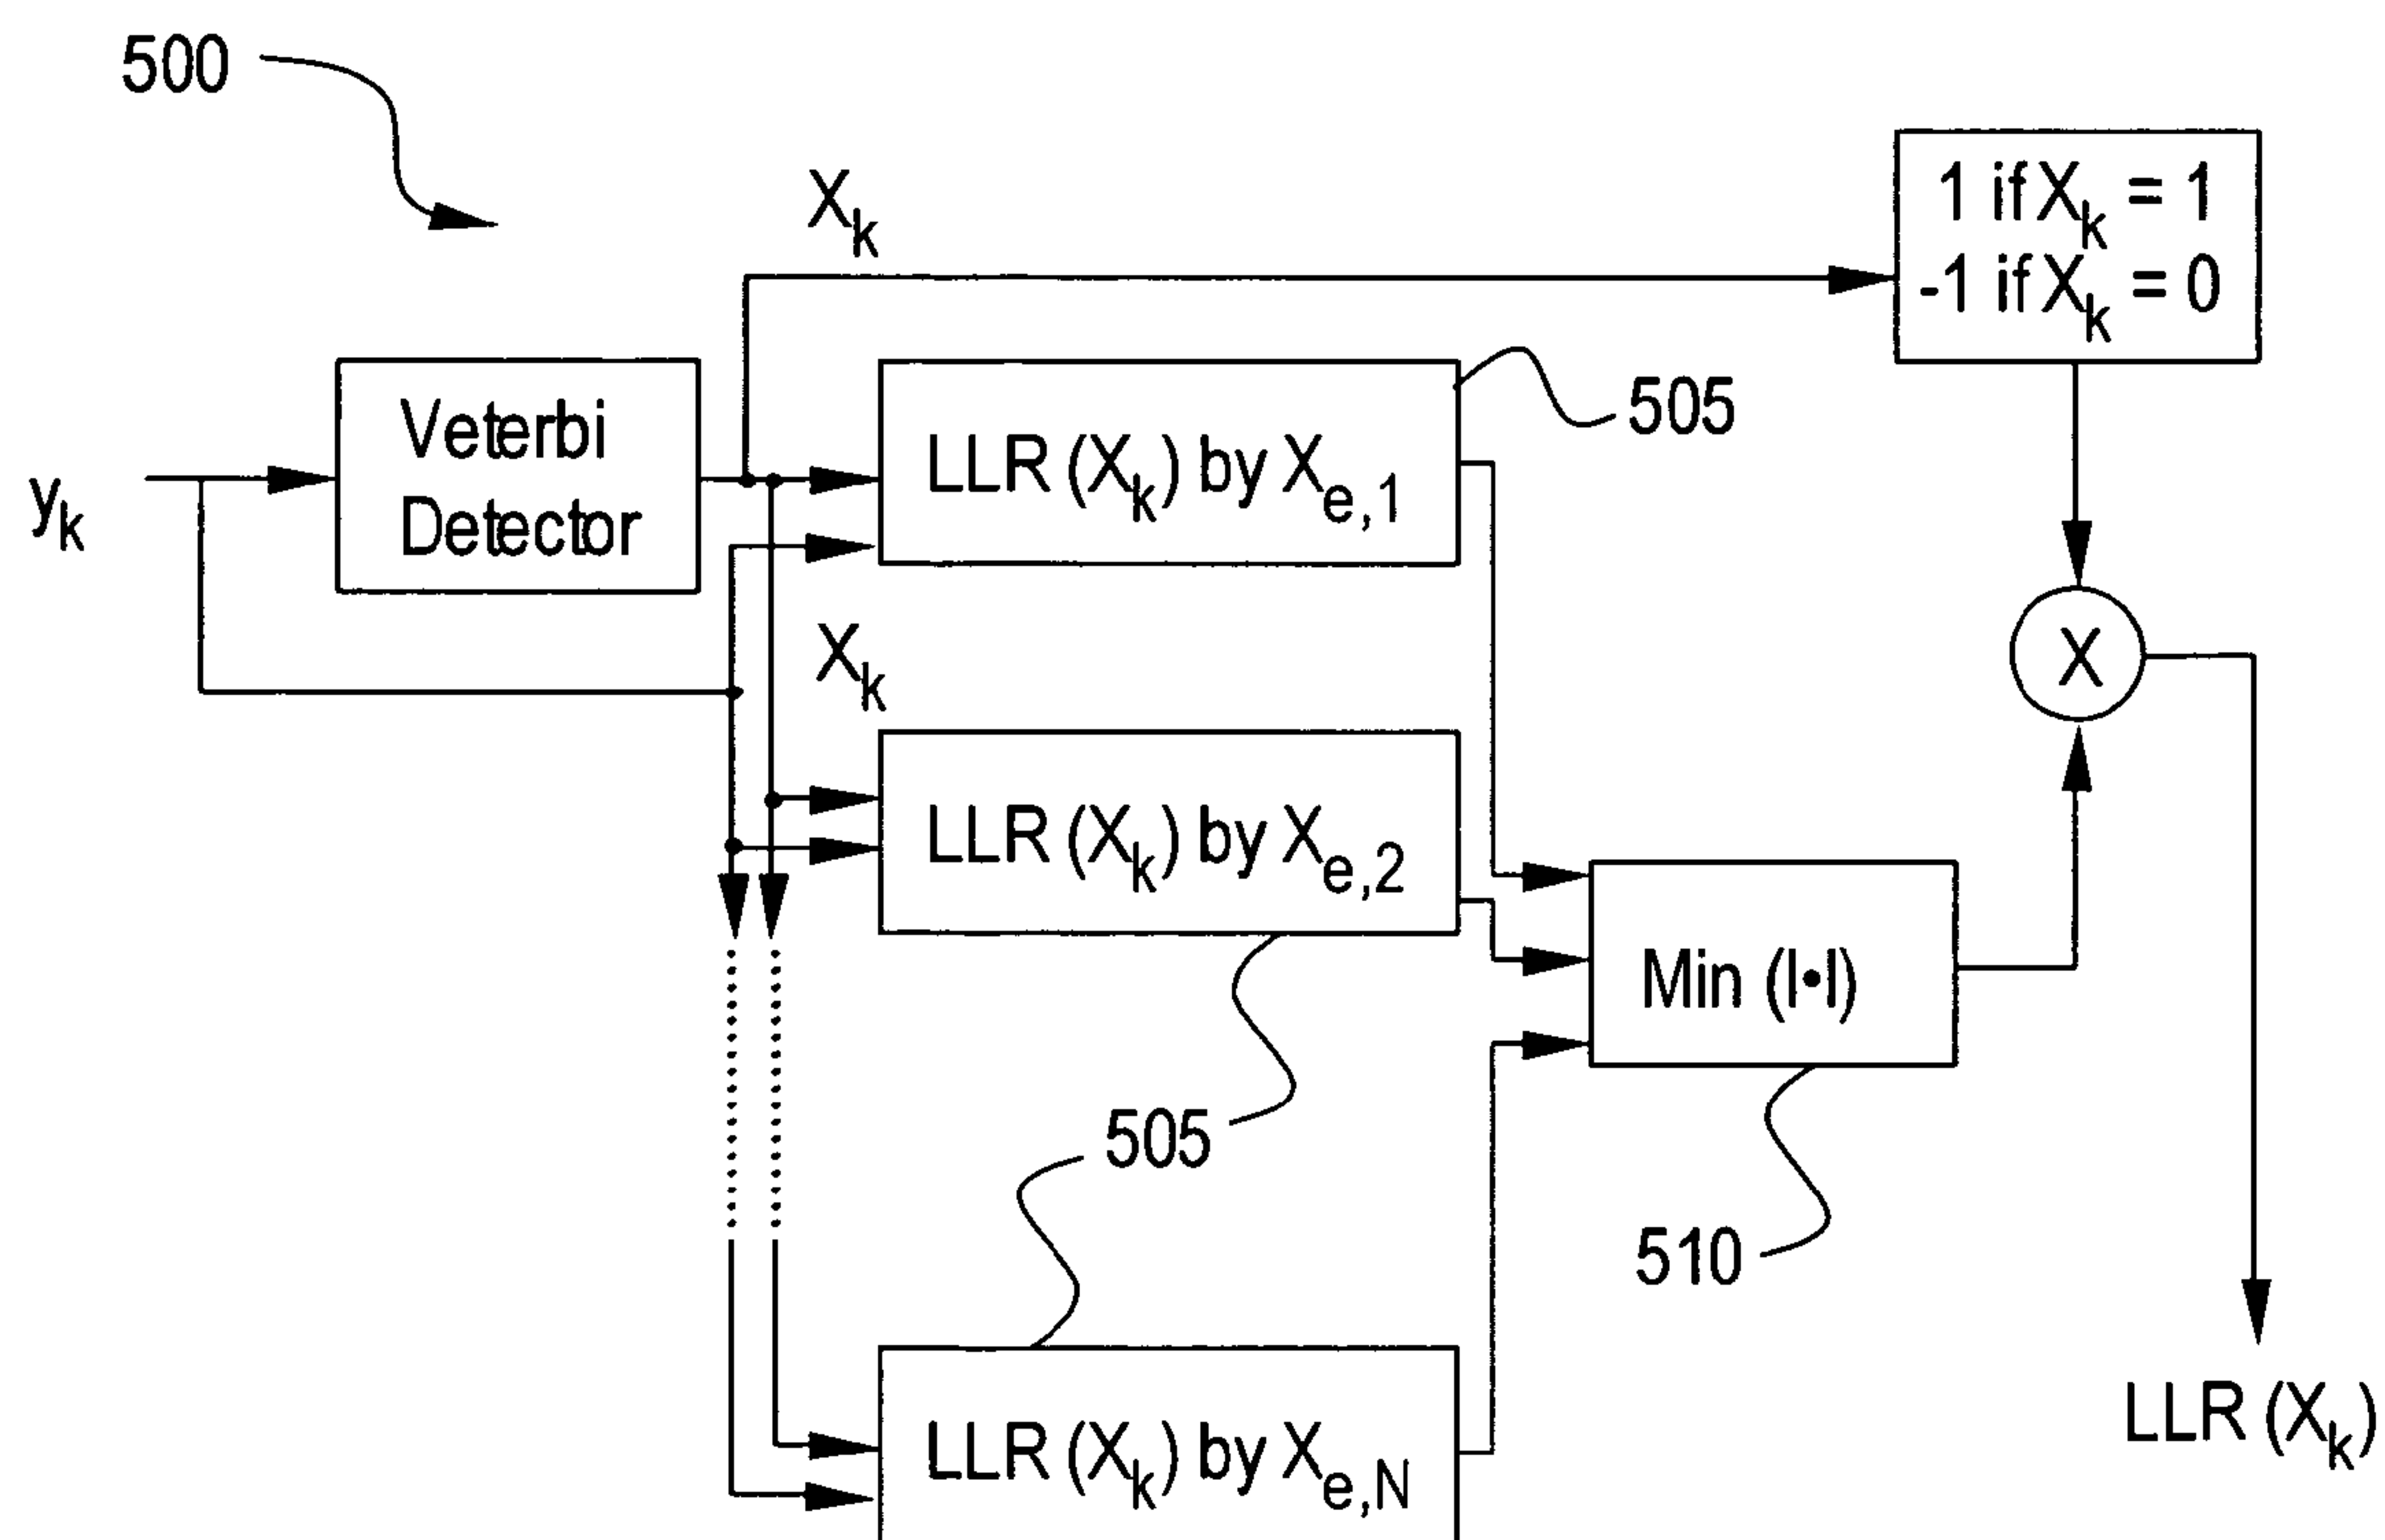 500
X_k
1 if X_k = 1
-1 if X_k = 0
505
Veterbi
Detector
LLR (X_k) by X_e,1
y_k
X_k
X
LLR (X_k) by X_e,2
Min (|•|)
505
510
LLR (X_k)
LLR (X_k) by X_e,N